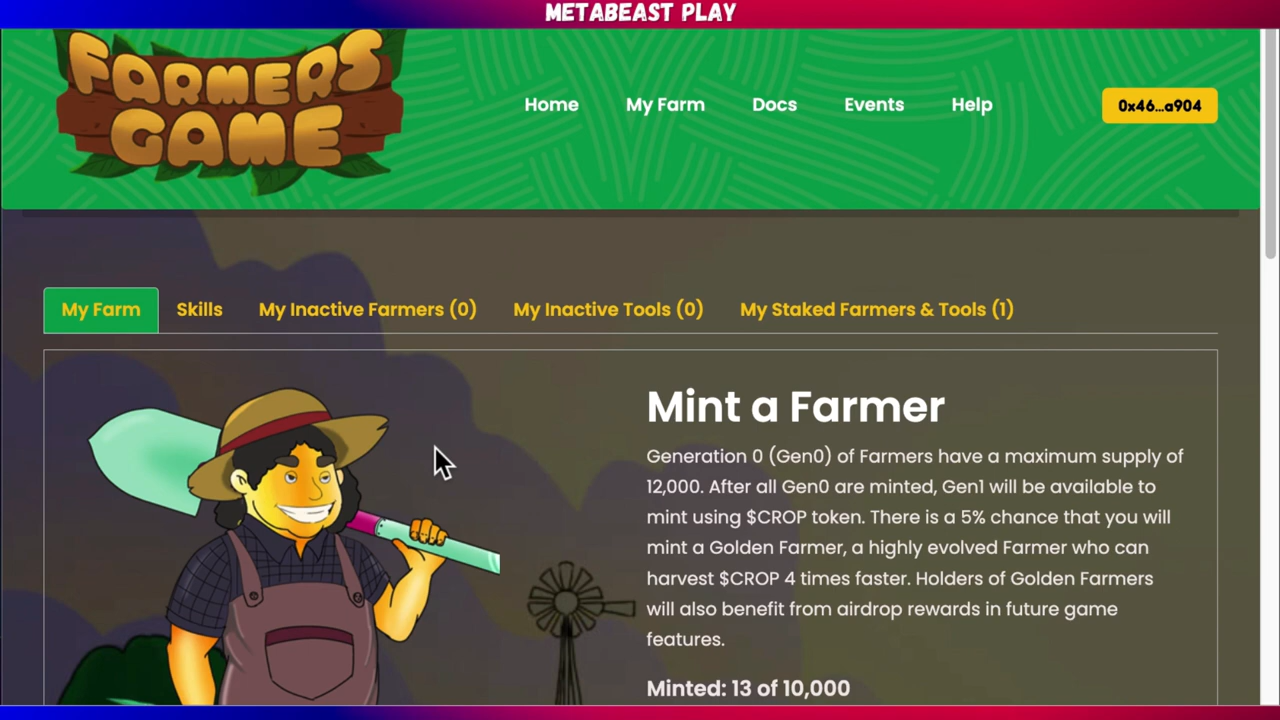 METABEAST PLAY
FARMERS
GAME
Home My Farm Docs Events Help 0x46...a904
My Farm Skills My Inactive Farmers (0) My Inactive Tools (0) My Staked Farmers & Tools (1)
Mint a Farmer
Generation 0 (Gen0) of Farmers have a maximum supply of
12,000. After all Gen0 are minted, Gen1 will be available to
mint using $CROP token. There is a 5% chance that you will
mint a Golden Farmer, a highly evolved Farmer who can
harvest $CROP 4 times faster. Holders of Golden Farmers
will also benefit from airdrop rewards in future game
features.
Minted: 13 of 10,000